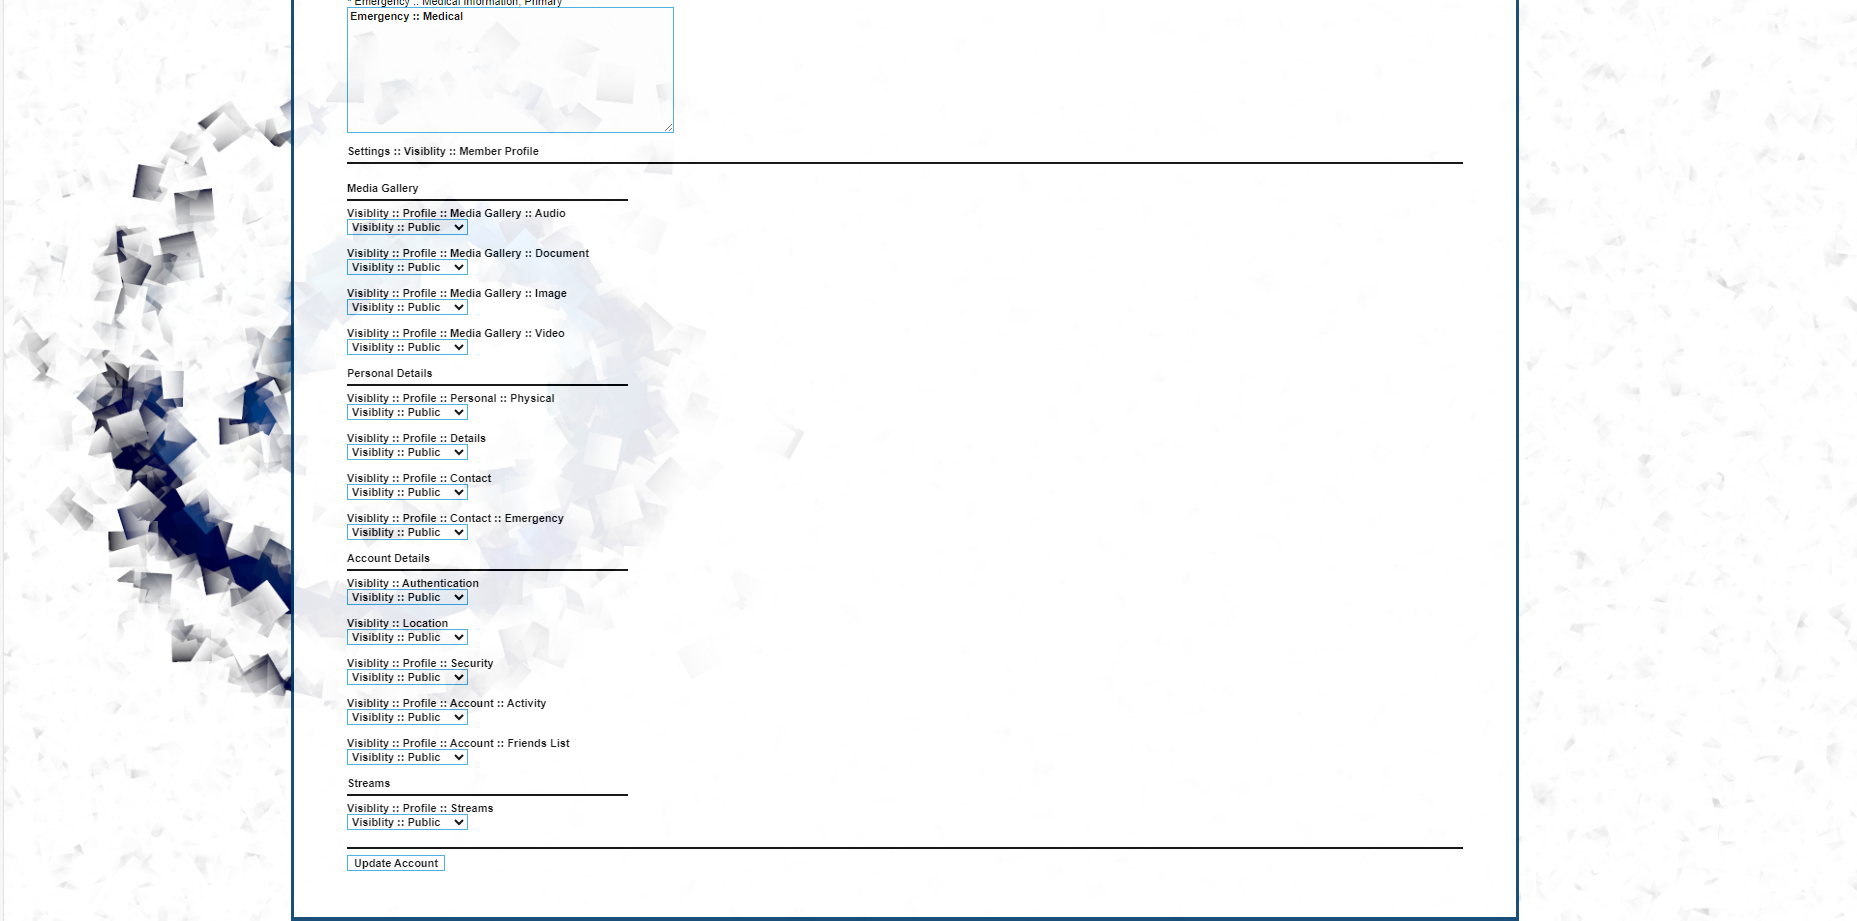 * Emergency :: Medical Information, Primary
Emergency :: Medical
Settings :: Visiblity :: Member Profile
Media Gallery
Visiblity :: Profile :: Media Gallery :: Audio
Visiblity :: Public
Visiblity :: Profile :: Media Gallery :: Document
Visiblity :: Public
Visiblity :: Profile :: Media Gallery :: Image
Visiblity :: Public
Visiblity :: Profile :: Media Gallery :: Video
Visiblity :: Public
Personal Details
Visiblity :: Profile :: Personal :: Physical
Visiblity :: Public
Visiblity :: Profile :: Details
Visiblity :: Public
Visiblity :: Profile :: Contact
Visiblity :: Public
Visiblity :: Profile :: Contact :: Emergency
Visiblity :: Public
Account Details
Visiblity :: Authentication
Visiblity :: Public
Visiblity :: Location
Visiblity :: Public
Visiblity :: Profile :: Security
Visiblity :: Public
Visiblity :: Profile :: Account :: Activity
Visiblity :: Public
Visiblity :: Profile :: Account :: Friends List
Visiblity :: Public
Streams
Visiblity :: Profile :: Streams
Visiblity :: Public
Update Account